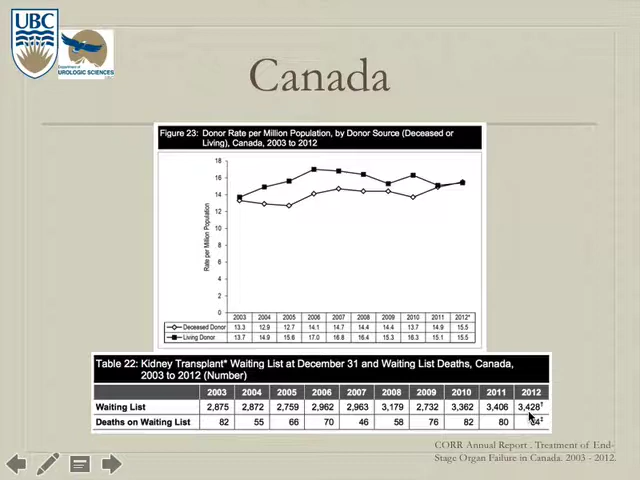 UBC
Department of
UROLOGIC SCIENCES
Canada
Figure 23: Donor Rate per Million Population, by Donor Source (Deceased or
Living), Canada, 2003 to 2012
Rate per Million Population
18
16
14
12
10
8
6
4
2
0
2003 2004 2005 2006 2007 2008 2009 2010 2011 2012*
Deceased Donor 13.3 12.9 12.7 14.1 14.7 14.4 14.4 13.7 14.9 15.5
Living Donor 13.7 14.9 15.6 17.0 16.8 16.4 15.3 16.3 15.1 15.5
Table 22: Kidney Transplant* Waiting List at December 31 and Waiting List Deaths, Canada,
2003 to 2012 (Number)
2003 2004 2005 2006 2007 2008 2009 2010 2011 2012
Waiting List 2,875 2,872 2,759 2,962 2,963 3,179 2,732 3,362 3,406 3,428†
Deaths on Waiting List 82 55 66 70 46 58 76 82 80
CORR Annual Report . Treatment of End-
Stage Organ Failure in Canada. 2003 - 2012.